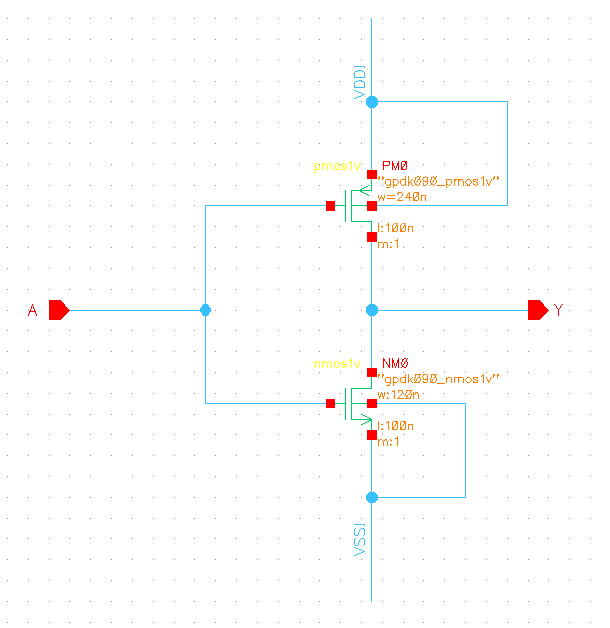 VDD!
pmos1v
PM0
"gpdk090_pmos1v"
w=240n
l:100n
m:1
A
Y
nmos1v
NM0
"gpdk090_nmos1v"
w:120n
l:100n
m:1
VSS!